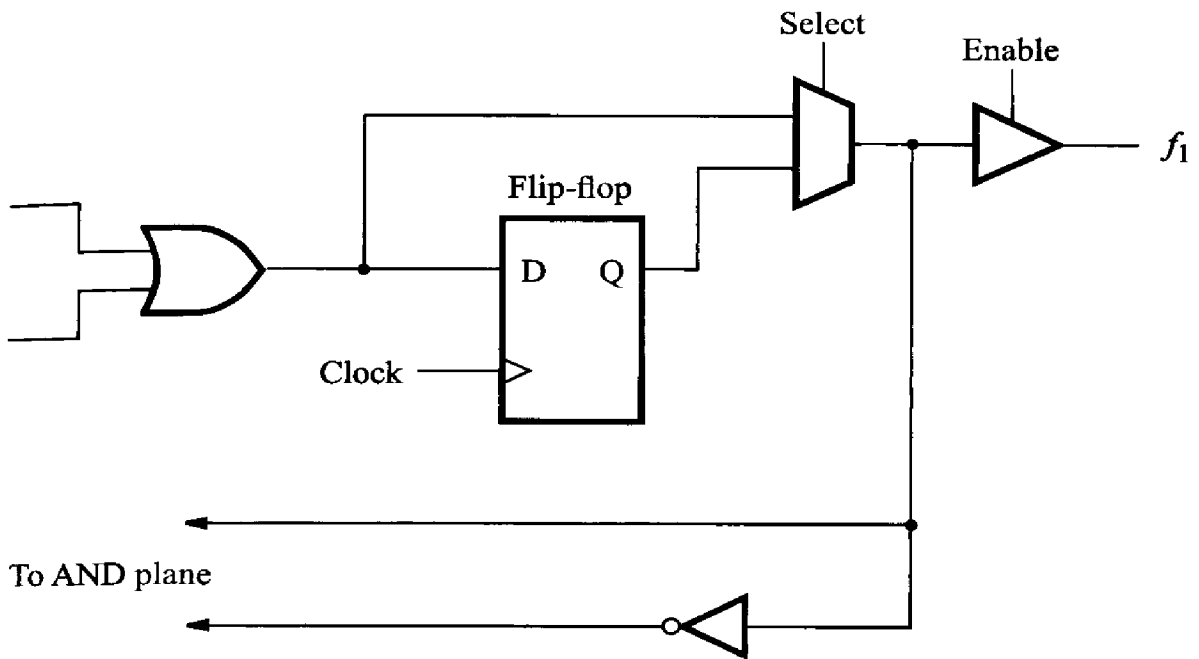 Select
Enable
f₁
Flip-flop
D Q
Clock
To AND plane